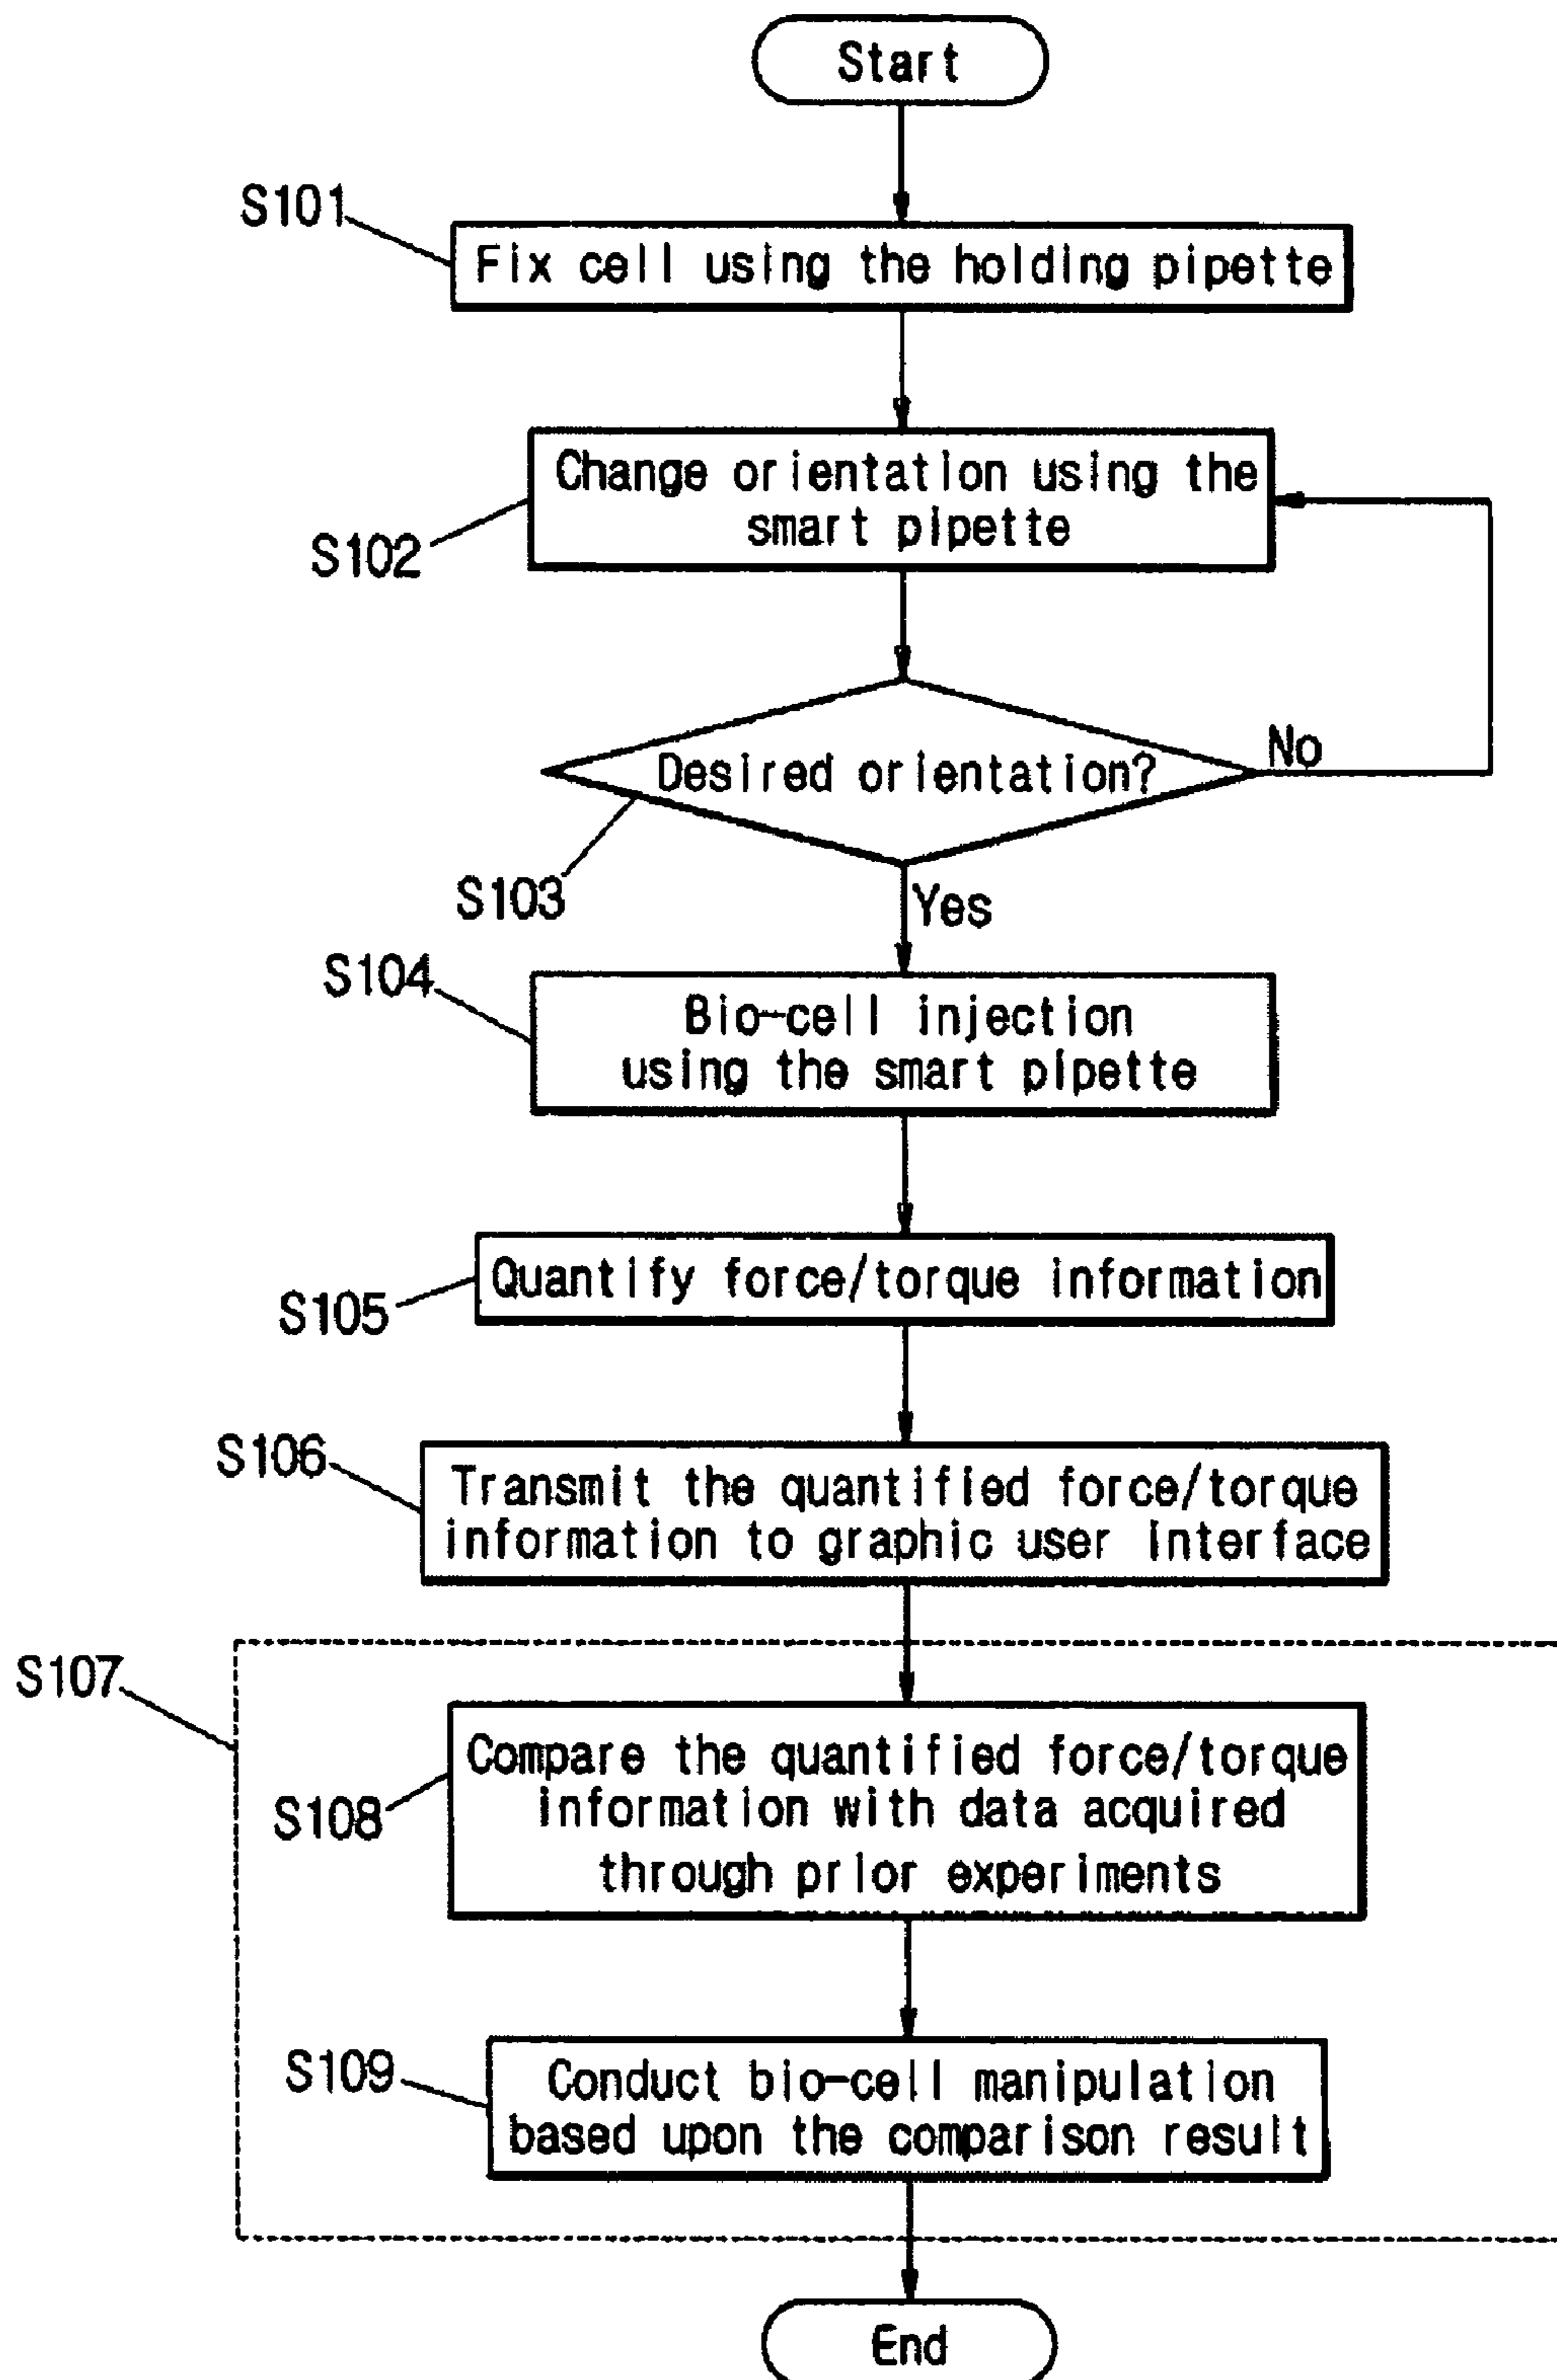 Start
S101
Fix cell using the holding pipette
Change orientation using the
smart pipette
S102
Desired orientation?
No
S103
Yes
S104
Bio-cell injection
using the smart pipette
Quantify force/torque information
S105
S106
Transmit the quantified force/torque
information to graphic user interface
S107
Compare the quantified force/torque
information with data acquired
through prior experiments
S108
S109
Conduct bio-cell manipulation
based upon the comparison result
End